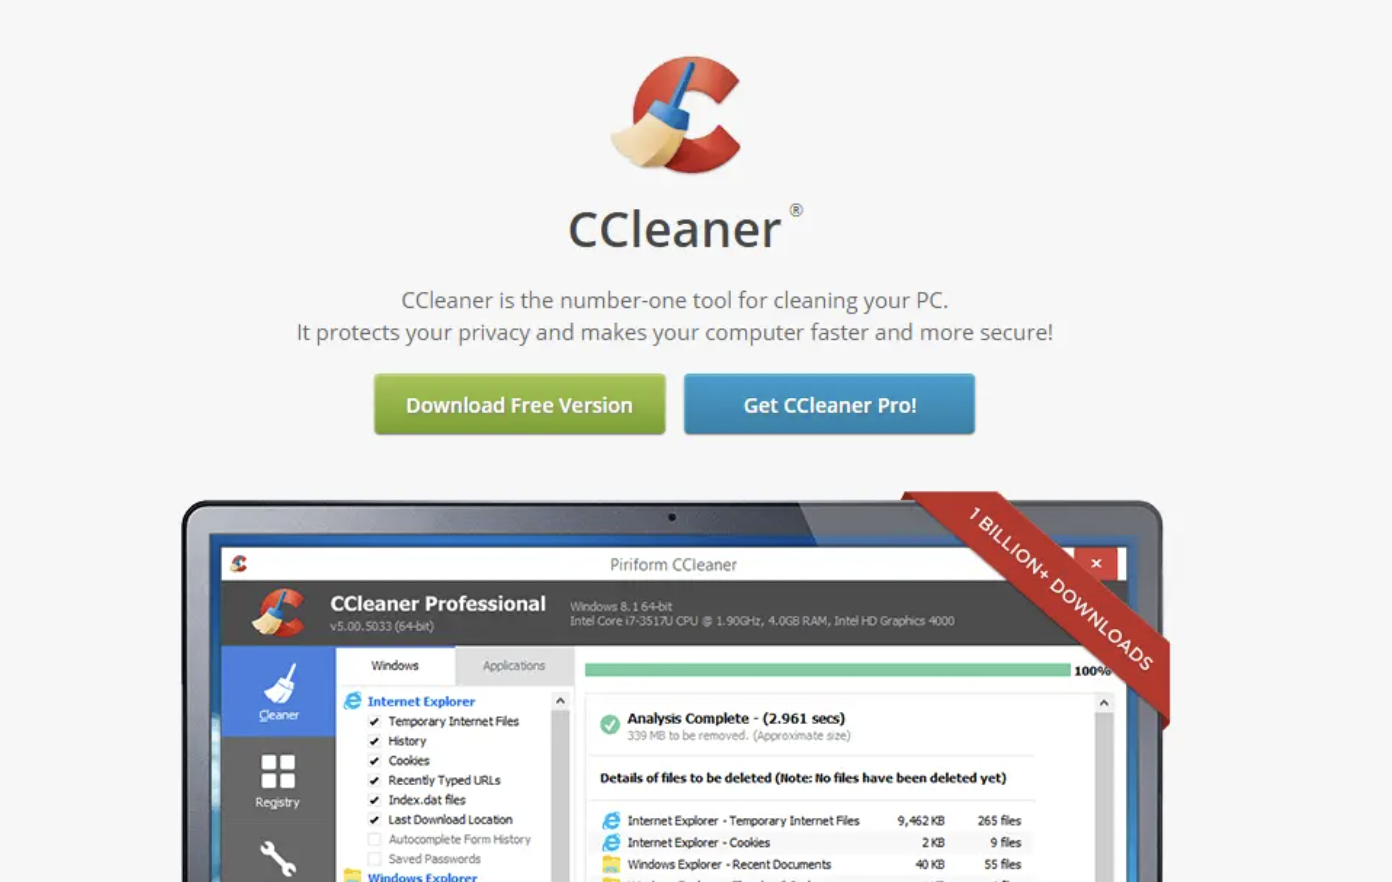 CCleaner ®
CCleaner is the number-one tool for cleaning your PC.
It protects your privacy and makes your computer faster and more secure!
Download Free Version
Get CCleaner Pro!
1 BILLION+ DOWNLOADS
Piriform CCleaner
CCleaner Professional
v5.00.5033 (64-bit)
Windows 8.1 64-bit
Intel Core i7-3517U CPU @ 1.90GHz, 4.0GB RAM, Intel HD Graphics 4000
Cleaner
Registry
Windows
Applications
Internet Explorer
Temporary Internet Files
History
Cookies
Recently Typed URLs
Index.dat files
Last Download Location
Autocomplete Form History
Saved Passwords
Windows Explorer
100%
Analysis Complete - (2.961 secs)
339 MB to be removed. (Approximate size)
Details of files to be deleted (Note: No files have been deleted yet)
Internet Explorer - Temporary Internet Files 9,462 KB 265 files
Internet Explorer - Cookies 2 KB 9 files
Windows Explorer - Recent Documents 40 KB 55 files